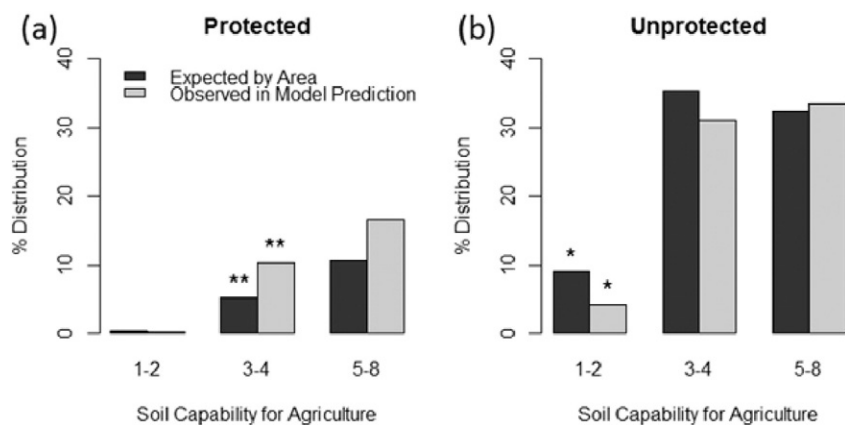 (a)
Protected
40
30
20
10
0
% Distribution
Expected by Area
Observed in Model Prediction
**
**
1-2
3-4
5-8
Soil Capability for Agriculture
(b)
Unprotected
40
30
20
10
0
% Distribution
*
*
1-2
3-4
5-8
Soil Capability for Agriculture